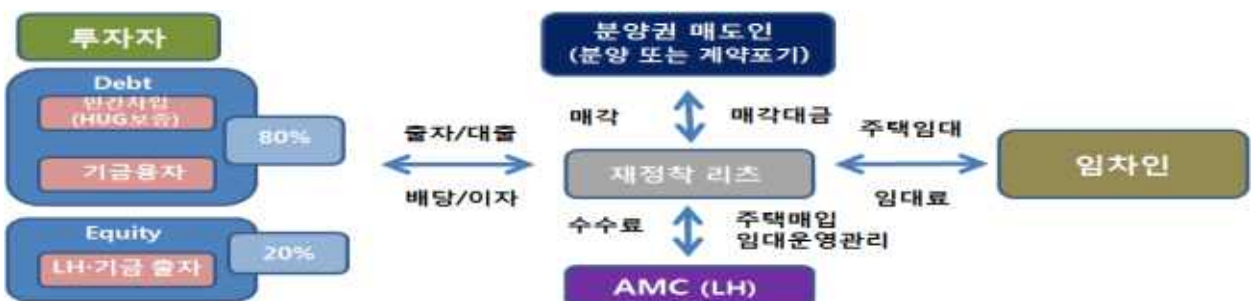 투자자
Debt
민간차입
(HUG보증)
80%
기금융자
Equity
20%
LH·기금 출자
출자/대출
배당/이자
분양권 매도인
(분양 또는 계약포기)
매각
매각대금
재정착 리츠
수수료
주택매입
임대운영관리
AMC (LH)
주택임대
임대료
임차인